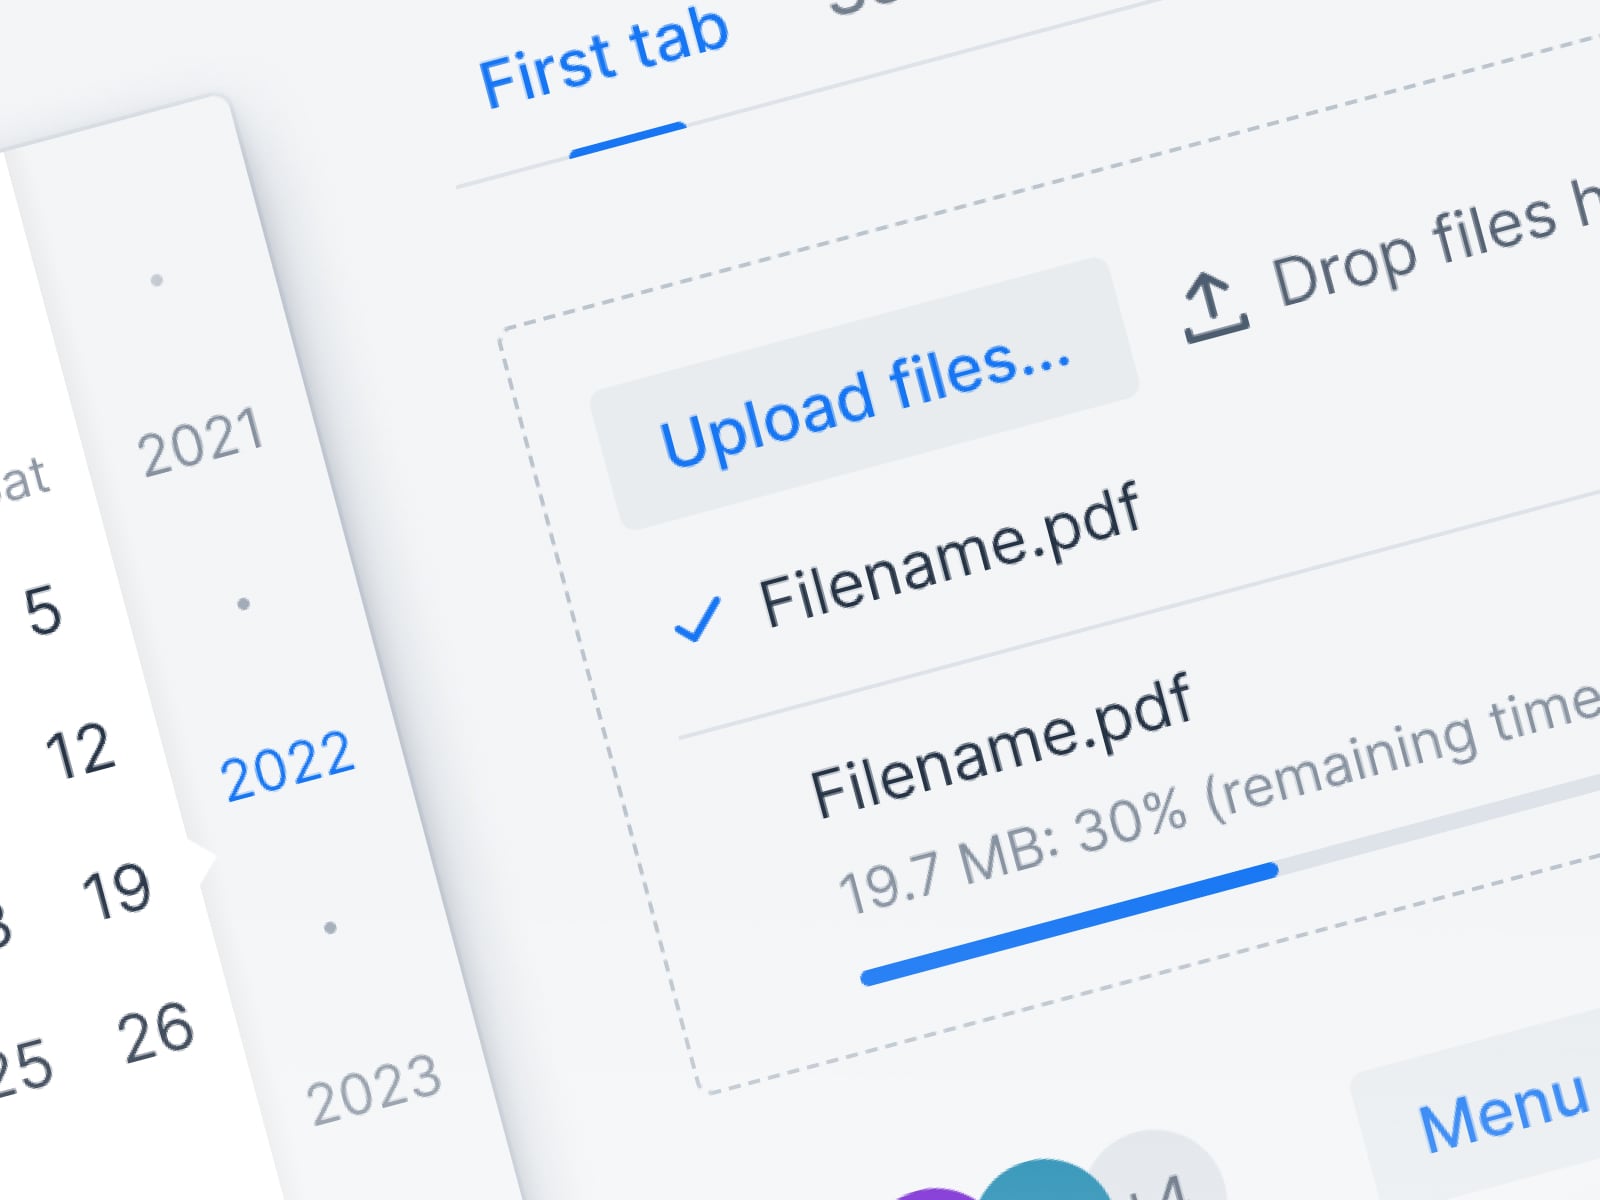 First tab
Upload files...
Drop files
Filename.pdf
Filename.pdf
19.7 MB: 30% (remaining time
2021
2022
2023
5
12
19
25
26
Menu